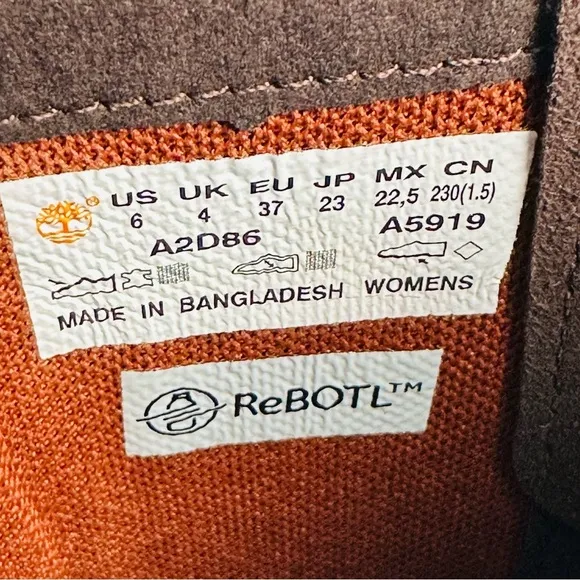 US UK EU JP MX CN
6 4 37 23 22,5 230(1.5)
A2D86 A5919
MADE IN BANGLADESH WOMENS
ReBOTL™